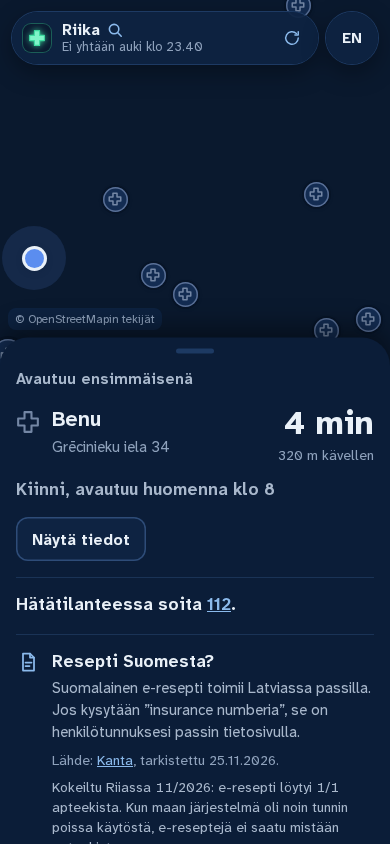 Riika
Ei yhtään auki klo 23.40
EN
© OpenStreetMapin tekijät
Avautuu ensimmäisenä
Benu
4 min
Grēcinieku iela 34
320 m kävellen
Kiinni, avautuu huomenna klo 8
Näytä tiedot
Hätätilanteessa soita 112.
Resepti Suomesta?
Suomalainen e-resepti toimii Latviassa passilla.
Jos kysytään ”insurance numberia”, se on
henkilötunnuksesi passin tietosivulla.
Lähde: Kanta, tarkistettu 25.11.2026.
Kokeiltu Riiassa 11/2026: e-resepti löytyi 1/1
apteekista. Kun maan järjestelmä oli noin tunnin
poissa käytöstä, e-reseptejä ei saatu mistään